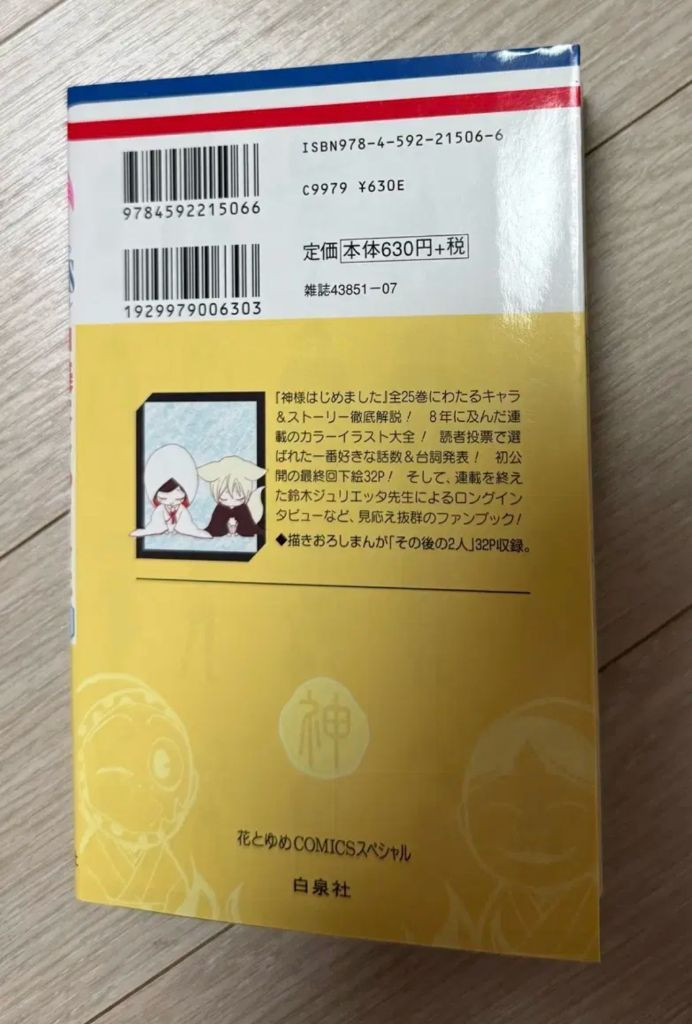 ISBN978-4-592-21506-6
9784592215066
C9979 ¥630E
定価 本体630円+税
1929979006303
雑誌43851-07
『神様はじめました』全25巻にわたるキャラ
&ストーリー徹底解説! 8年に及んだ連
載のカラーイラスト大全! 読者投票で選
ばれた一番好きな話数&台詞発表! 初公
開の最終回下絵32P! そして、連載を終え
た鈴木ジュリエッタ先生によるロングイン
タビューなど、見応え抜群のファンブック!
◆描きおろしまんが「その後の2人」32P収録。
神
花とゆめCOMICSスペシャル
白泉社